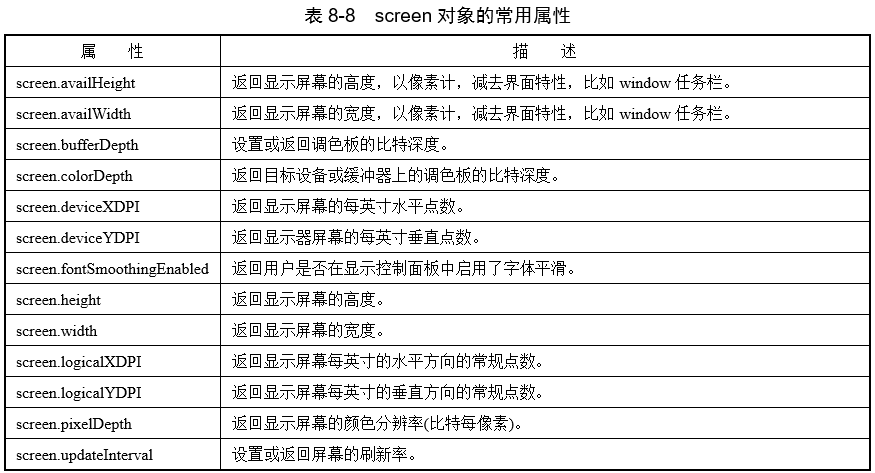 表 8-8 screen 对象的常用属性
属 性 描 述
screen.availHeight 返回显示屏幕的高度，以像素计，减去界面特性，比如 window 任务栏。
screen.availWidth 返回显示屏幕的宽度，以像素计，减去界面特性，比如 window 任务栏。
screen.bufferDepth 设置或返回调色板的比特深度。
screen.colorDepth 返回目标设备或缓冲器上的调色板的比特深度。
screen.deviceXDPI 返回显示屏幕的每英寸水平点数。
screen.deviceYDPI 返回显示器屏幕的每英寸垂直点数。
screen.fontSmoothingEnabled 返回用户是否在显示控制面板中启用了字体平滑。
screen.height 返回显示屏幕的高度。
screen.width 返回显示屏幕的宽度。
screen.logicalXDPI 返回显示屏幕每英寸的水平方向的常规点数。
screen.logicalYDPI 返回显示屏幕每英寸的垂直方向的常规点数。
screen.pixelDepth 返回显示屏幕的颜色分辨率(比特每像素)。
screen.updateInterval 设置或返回屏幕的刷新率。